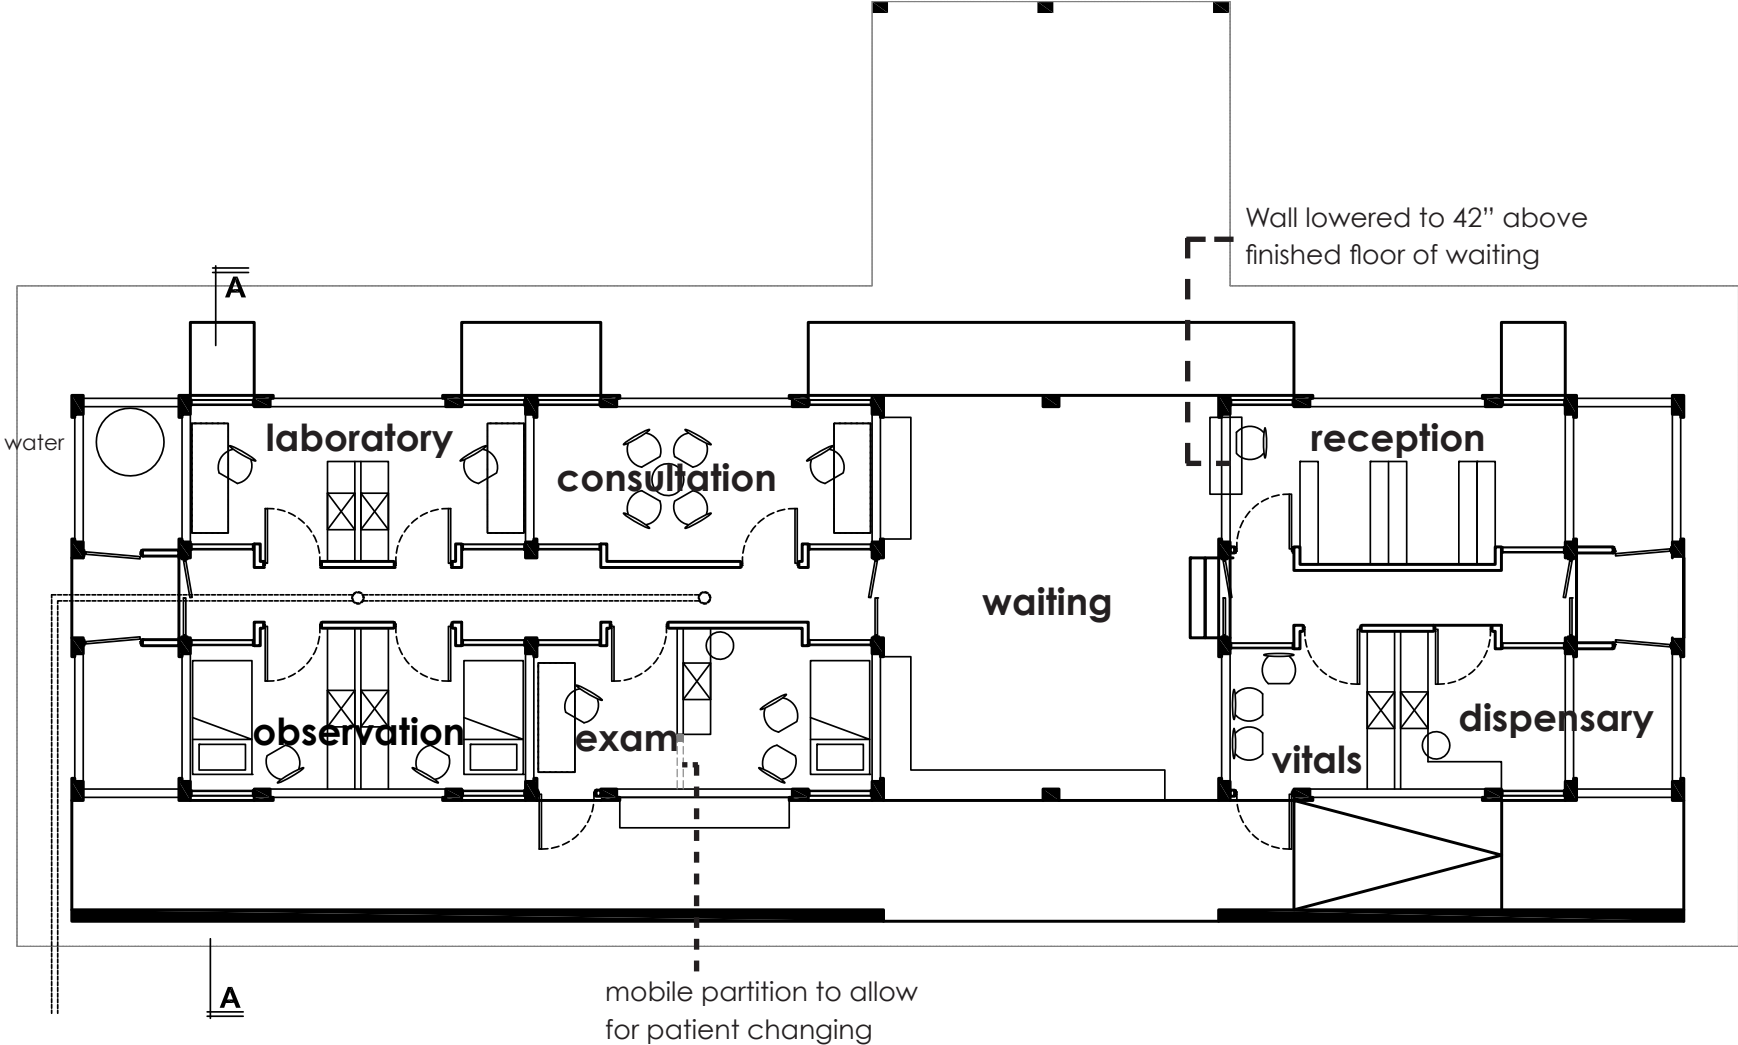 Wall lowered to 42” above
finished floor of waiting
A
water
laboratory
consultation
reception
waiting
observation
exam
vitals
dispensary
A
mobile partition to allow
for patient changing